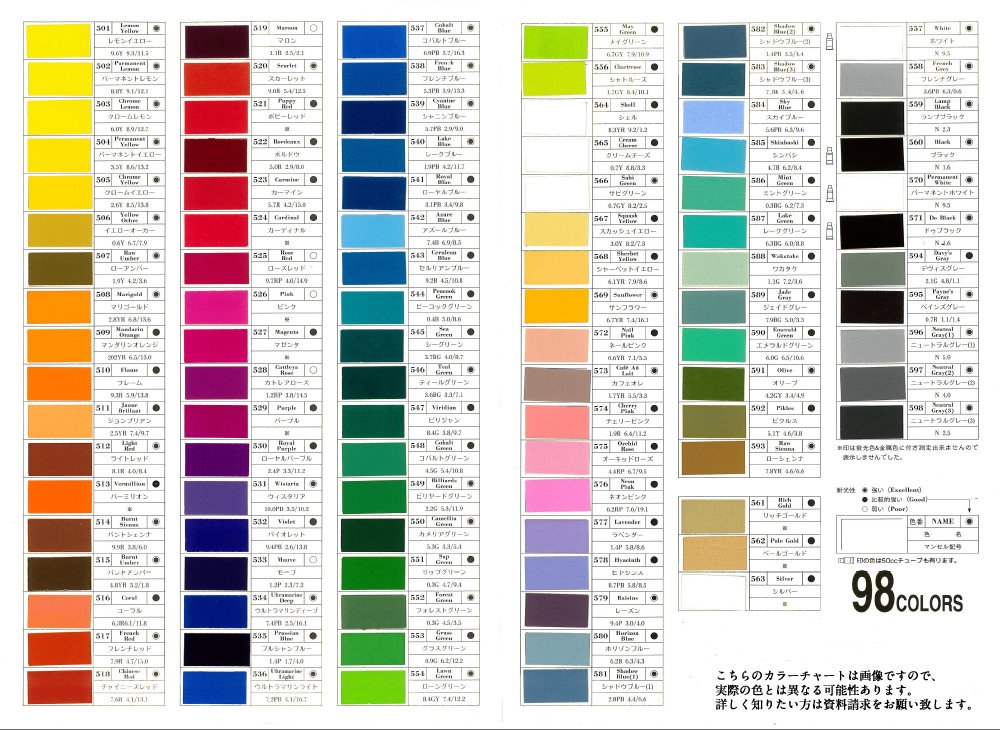 501 Lemon Yellow
レモンイエロー
9.6Y 9.3/11.5
502 Parmanent Lemon
パーマネントレモン
8.8Y 9.1/12.1
503 Chrome Lemon
クロームレモン
6.0Y 8.9/12.7
504 Permanent Yellow
パーマネントイエロー
3.5Y 8.6/13.2
505 Chrome Yellow
クロームイエロー
2.6Y 8.5/13.8
506 Yellow Ochre
イエローオーカー
0.6Y 6.7/7.9
507 Raw Umber
ローアンバー
1.9Y 4.2/3.6
508 Marigold
マリゴールド
2.8YR 6.8/13.6
509 Mandarin Orange
マンダリンオレンジ
202YR 6.5/13.0
510 Flame
フレーム
9.3R 5.9/13.8
511 Jaune Brillant
ジョンブリアン
2.5YR 7.4/9.7
512 Light Red
ライトレッド
8.1R 4.0/8.4
513 Vermillion
バーミリオン
※
514 Burnt Sienna
バントシェンナ
9.9R 3.8/6.0
515 Burnt Umber
バントアンバー
4.8YR 3.2/1.8
516 Coral
コーラル
6.3R6.1/11.8
517 French Red
フレンチレッド
7.9R 4.7/15.0
518 Chinese Red
チャイニーズレッド
7.6R 4.1/13.1
519 Maroon
マロン
1.1R 2.5/2.1
520 Scarlet
スカーレット
9.0R 5.4/12.5
521 Poppy Red
ポピーレッド
※
522 Bordeaux
ボルドウ
5.0R 2.9/8.0
523 Carmine
カーマイン
5.7R 4.2/15.0
524 Cardinal
カーディナル
※
525 Rose Red
ローズレッド
9.7RP 4.0/14.9
526 Pink
ピンク
※
527 Magenta
マゼンタ
※
528 Cattleya Rose
カトレアローズ
1.2RP 3.8/14.5
529 Purple
パープル
※
530 Royal Purple
ローヤルパープル
2.4P 3.3/11.2
531 Wistaria
ウィスタリア
10.0PB 3.5/10.2
532 Violet
バイオレット
9.4PB 2.6/13.8
533 Mauve
モーブ
1.2P 2.3/7.2
534 Ultramarine Deep
ウルトラマリンディープ
7.4PB 2.5/16.1
535 Prussian Blue
プルシャンブルー
1.4P 1.7/4.0
536 Ultramarine Light
ウルトラマリンライト
7.2PB 3.1/16.7
537 Cobalt Blue
コバルトブルー
6.9PB 3.7/16.3
538 French Blue
フレンチブルー
5.3PB 3.9/13.3
539 Cyanine Blue
シャニンブルー
5.7PB 2.9/9.0
540 Lake Blue
レークブルー
1.9PB 4.2/11.7
541 Royal Blue
ローヤルブルー
3.1PB 3.4/9.8
542 Azure Blue
アズールブルー
7.4B 6.9/8.5
543 Cerulean Blue
セルリアンブルー
9.2B 4.5/10.8
544 Peacock Green
ピーコックグリーン
0.4B 5.0/8.6
545 Sea Green
シーグリーン
3.7BG 4.0/8.7
546 Teal Green
ティールグリーン
3.6BG 3.3/7.1
547 Viridian
ビリジャン
8.4G 3.8/9.7
548 Cobalt Green
コバルトグリーン
4.5G 5.4/10.8
549 Billiards Green
ビリヤードグリーン
2.2G 5.3/11.9
550 Camellia Green
カメリアグリーン
5.3G 3.3/5.4
551 Sap Green
リップグリーン
0.3G 4.7/9.4
552 Forest Green
フォレストグリーン
0.3G 4.5/3.5
553 Grass Green
グラスグリーン
0.9G 6.2/12.2
554 Lawn Green
ローングリーン
8.4GY 7.4/12.2
555 May Green
メイグリーン
6.7GY 7.9/10.9
556 Chartreuse
シャトルーズ
1.7GY 8.4/10.1
564 Shell
シェル
8.3YR 9.2/1.2
565 Cream Cheese
クリームチーズ
0.7Y 8.8/3.3
566 Sabi Green
サビグリーン
0.7GY 8.2/2.5
567 Squash Yellow
スカッシュイエロー
3.0Y 8.2/7.3
568 Sherbet Yellow
シャーベットイエロー
6.1YR 7.9/8.6
569 Sunflower
サンフラワー
6.7YR 7.4/16.1
572 Nail Pink
ネールピンク
0.6YR 7.1/5.5
573 Café Au Lait
カフェオレ
1.7YR 5.5/3.3
574 Cherry Pink
チェリーピンク
1.9R 6.4/11.2
575 Orchid Rose
オーキッドローズ
4.4RP 6.7/9.5
576 Neon Pink
ネオンピンク
6.2RP 7.6/19.1
577 Lavender
ラベンダー
1.4P 5.8/8.6
578 Hyacinth
ヒヤシンス
8.7PB 5.8/8.5
579 Raisins
レーズン
9.4P 3.0/4.0
580 Horizon Blue
ホリゾンブルー
6.2B 6.3/4.3
581 Shadow Blue(1)
シャドウブルー(1)
2.8PB 4.4/6.6
582 Shadow Blue(2)
シャドウブルー(2)
1.4PB 3.5/4.4
583 Shadow Blue(3)
シャドウブルー(3)
7.8b 3.4/4.6
584 Sky Blue
スカイブルー
5.6PB 6.3/9.6
585 Shinbashi
シンバシ
4.7B 6.2/8.4
586 Mint Green
ミントグリーン
0.3BG 6.2/7.3
587 Lake Green
レークグリーン
6.3BG 6.0/8.8
588 Wakatake
ワカタケ
1.1G 7.2/3.6
589 Jade Gray
ジェイドグレー
7.9BG 5.0/3.3
590 Emerald Green
エメラルドグリーン
6.0G 6.5/10.6
591 Olive
オリーブ
4.2GY 3.4/4.9
592 Pikles
ピクルス
5.1Y 4.6/3.8
593 Raw Sienna
ローシェンナ
7.8YR 4.6/6.6
561 Rich Gold
リッチゴールド
※
562 Pale Gold
ペールゴールド
※
563 Silver
シルバー
※
557 White
ホワイト
N 9.5
558 French Grey
フレンチグレー
3.6PB 6.3/0.6
559 Lamp Black
ランプブラック
N 2.3
560 Black
ブラック
N 1.6
570 Permanent White
パーマネントホワイト
N 9.5
571 Do Black
ドゥブラック
N 2.6
594 Davy's Gray
デヴィスグレー
2.1G 4.8/1.1
595 Payne's Gray
ペインズグレー
0.7R 1.1/1.4
596 Neutral Gray(1)
ニュートラルグレー(1)
N 5.0
597 Neutral Gray(2)
ニュートラルグレー(2)
N 4.0
598 Neutral Gray(3)
ニュートラルグレー(3)
N 2.5
※印は蛍光色&金属色に付き測定出来ませんので
表示しませんでした。
耐光性 ◉ 強い (Excellent)
● 比較的強い (Good)
○ 弱い (Poor)
色番 NAME ◉
色 名
マンセル記号
印の色は50ccチューブも有ります。
98COLORS
こちらのカラーチャートは画像ですので、
実際の色とは異なる可能性あります。
詳しく知りたい方は資料請求をお願い致します。